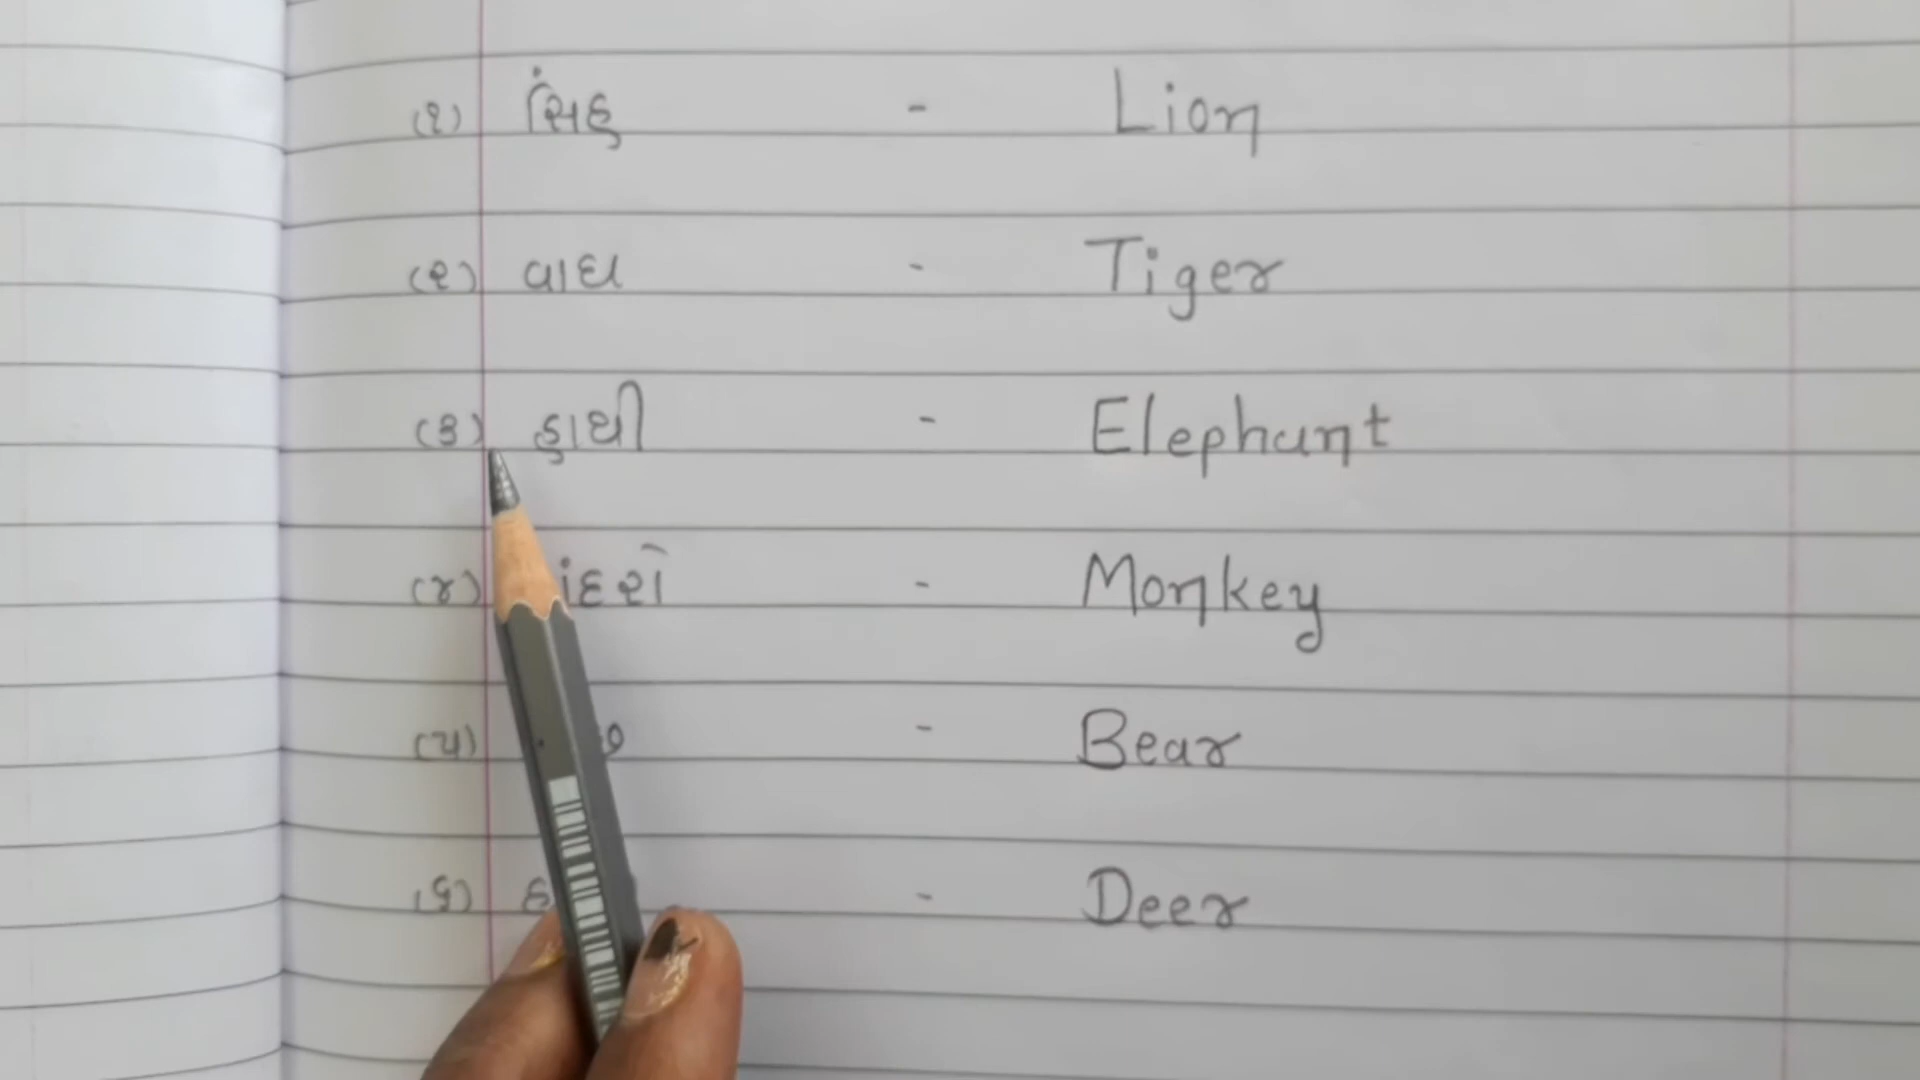 (૧) સિંહ - Lion
(૨) વાઘ - Tiger
(૩) હાથી - Elephant
(૪) - Monkey
(૫) - Bear
(૬) - Deer